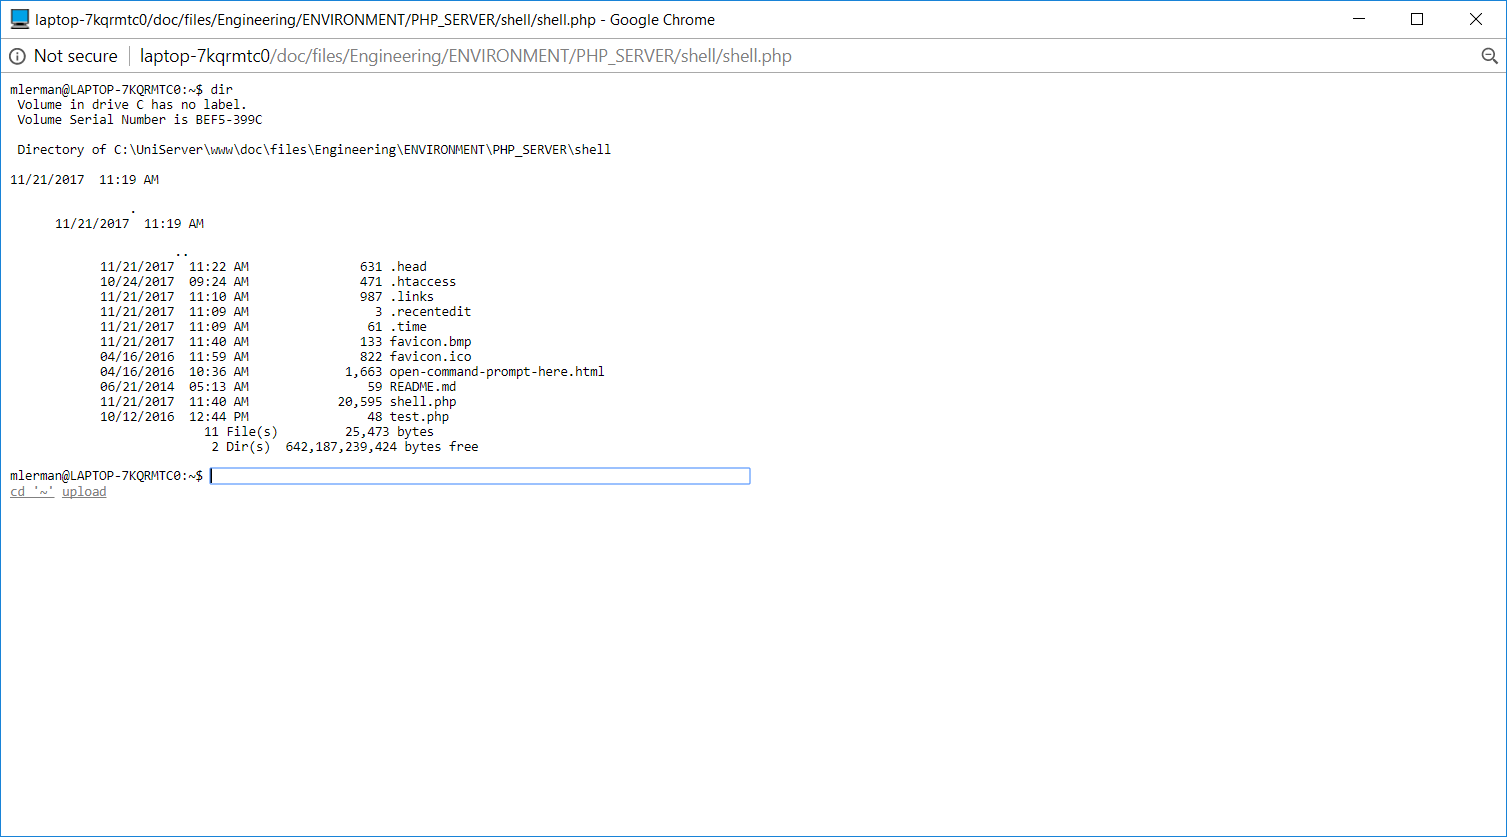 laptop-7kqrmtc0/doc/files/Engineering/ENVIRONMENT/PHP_SERVER/shell/shell.php - Google Chrome
Not secure | laptop-7kqrmtc0/doc/files/Engineering/ENVIRONMENT/PHP_SERVER/shell/shell.php
mlerman@LAPTOP-7KQRMTC0:~$ dir
Volume in drive C has no label.
Volume Serial Number is BEF5-399C
Directory of C:\UniServer\www\doc\files\Engineering\ENVIRONMENT\PHP_SERVER\shell
11/21/2017  11:19 AM
.
11/21/2017  11:19 AM
..
11/21/2017  11:22 AM               631 .head
10/24/2017  09:24 AM               471 .htaccess
11/21/2017  11:10 AM               987 .links
11/21/2017  11:09 AM                 3 .recentedit
11/21/2017  11:09 AM                61 .time
11/21/2017  11:40 AM               133 favicon.bmp
04/16/2016  11:59 AM               822 favicon.ico
04/16/2016  10:36 AM             1,663 open-command-prompt-here.html
06/21/2014  05:13 AM                59 README.md
11/21/2017  11:40 AM            20,595 shell.php
10/12/2016  12:44 PM                48 test.php
11 File(s)         25,473 bytes
2 Dir(s)  642,187,239,424 bytes free
mlerman@LAPTOP-7KQRMTC0:~$
cd '~' upload